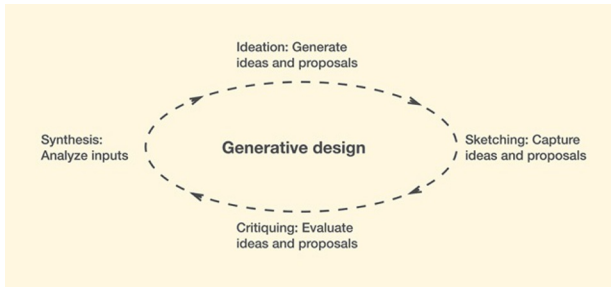 Ideation: Generate
ideas and proposals
Synthesis:
Analyze inputs
Generative design
Sketching: Capture
ideas and proposals
Critiquing: Evaluate
ideas and proposals